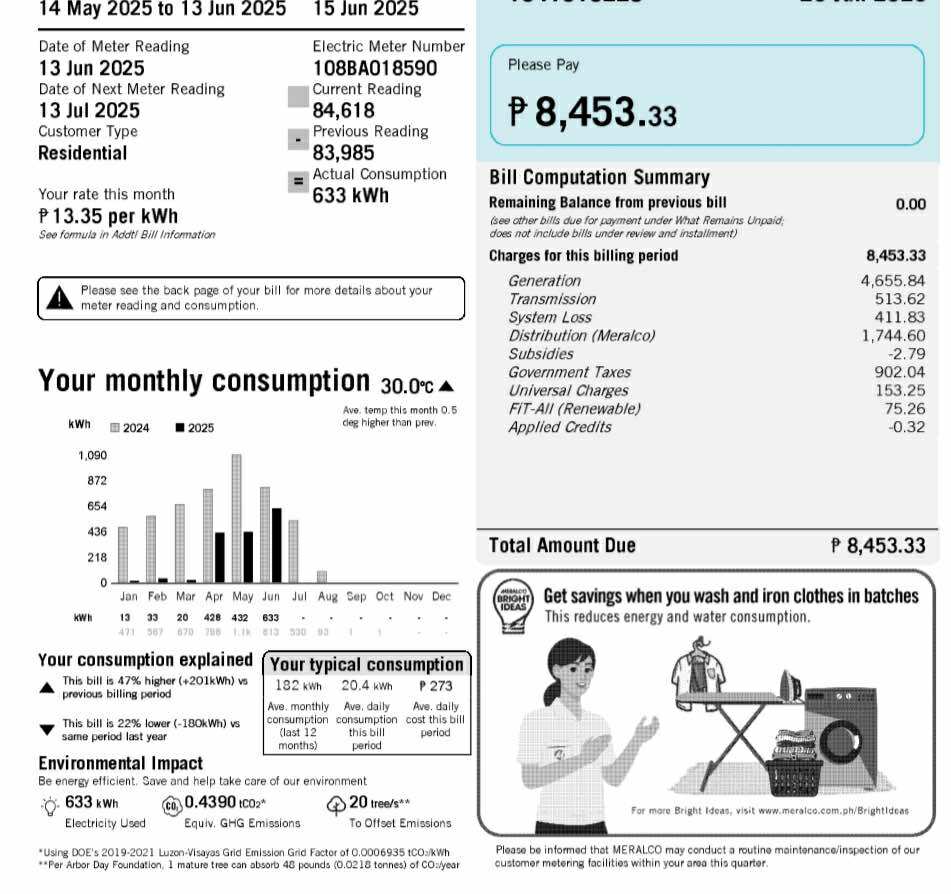 14 May 2025 to 13 Jun 2025 15 Jun 2025
Date of Meter Reading
13 Jun 2025
Date of Next Meter Reading
13 Jul 2025
Customer Type
Residential
Your rate this month
₱ 13.35 per kWh
See formula in Addtl Bill Information
Electric Meter Number
108BA018590
Current Reading
84,618
- Previous Reading
83,985
= Actual Consumption
633 kWh
Please see the back page of your bill for more details about your
meter reading and consumption.
Your monthly consumption 30.0°C ▲
Ave. temp this month 0.5
deg higher than prev.
kWh 2024 2025
1,090
872
654
436
218
0
Jan Feb Mar Apr May Jun Jul Aug Sep Oct Nov Dec
kWh 13 33 20 428 432 633 - - - - - -
471 567 670 1.1k 813 530 93 1 1 - -
Your consumption explained
▲ This bill is 47% higher (+201kWh) vs
previous billing period
▼ This bill is 22% lower (-180kWh) vs
same period last year
Your typical consumption
182 kWh 20.4 kWh ₱ 273
Ave. monthly
consumption
(last 12
months)
Ave. daily
consumption
this bill
period
Ave. daily
cost this bill
period
Environmental Impact
Be energy efficient. Save and help take care of our environment
633 kWh
Electricity Used
CO₂ 0.4390 tCO₂*
Equiv. GHG Emissions
20 tree/s**
To Offset Emissions
*Using DOE's 2019-2021 Luzon-Visayas Grid Emission Grid Factor of 0.0006935 tCO₂/kWh
**Per Arbor Day Foundation, 1 mature tree can absorb 48 pounds (0.0218 tonnes) of CO₂/year
Please Pay
₱ 8,453.33
Bill Computation Summary
Remaining Balance from previous bill 0.00
(see other bills due for payment under What Remains Unpaid;
does not include bills under review and installment)
Charges for this billing period 8,453.33
Generation 4,655.84
Transmission 513.62
System Loss 411.83
Distribution (Meralco) 1,744.60
Subsidies -2.79
Government Taxes 902.04
Universal Charges 153.25
FiT-All (Renewable) 75.26
Applied Credits -0.32
Total Amount Due ₱ 8,453.33
MERALCO
BRIGHT
IDEAS
Get savings when you wash and iron clothes in batches
This reduces energy and water consumption.
For more Bright Ideas, visit www.meralco.com.ph/BrightIdeas
Please be informed that MERALCO may conduct a routine maintenance/inspection of our
customer metering facilities within your area this quarter.